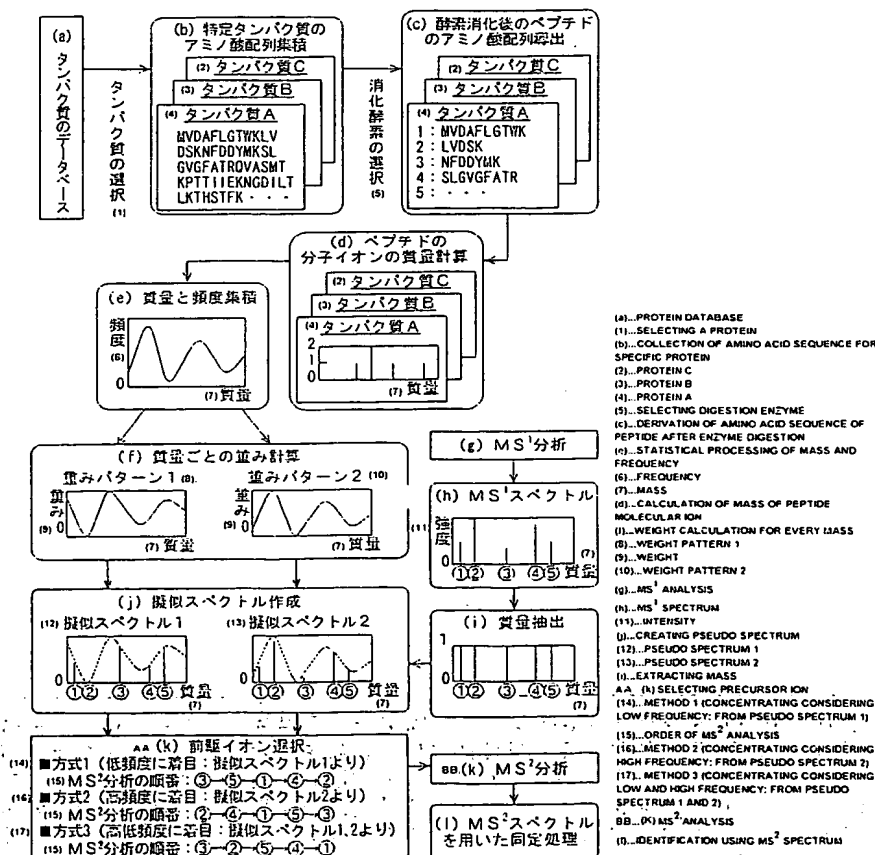 (a)
タンパク質のデータベース
タンパク質の選択
(1)
(b) 特定タンパク質の
アミノ酸配列集積
(2) タンパク質C
(3) タンパク質B
(4) タンパク質A
MVDAFLGTWKLV
DSKNFDDYMKSL
GVGFATRQVASMT
KPTTIIEKNGDILT
LKTHSTFK・・・
消化酵素の選択
(5)
(c) 酵素消化後のペプチド
のアミノ酸配列導出
(2) タンパク質C
(3) タンパク質B
(4) タンパク質A
1 : MVDAFLGTWK
2 : LVDSK
3 : NFDDYMK
4 : SLGVGFATR
5 : ・・・
(d) ペプチドの
分子イオンの質量計算
(2) タンパク質C
(3) タンパク質B
(4) タンパク質A
2
1
0
(7) 質量
(e) 質量と頻度集積
頻度
(6)
0
(7) 質量
(f) 質量ごとの重み計算
重みパターン1 (8)
重みパターン2 (10)
重み
(9) 0
(7) 質量
重み
(9) 0
(7) 質量
(g) MS¹分析
(h) MS¹スペクトル
(11) 強度
0
①② ③ ④⑤ 質量
(7)
(i) 質量抽出
1
0
①② ③ ④⑤ 質量
(7)
(j) 擬似スペクトル作成
(12) 擬似スペクトル1
(13) 擬似スペクトル2
①② ③ ④⑤ 質量
(7)
①② ③ ④⑤ 質量
(7)
AA (k) 前駆イオン選択
(14) ■方式1 (低頻度に着目:擬似スペクトル1より)
(15) MS²分析の順番:③→⑤→①→④→②
(16) ■方式2 (高頻度に着目:擬似スペクトル2より)
(15) MS²分析の順番:②→④→①→⑤→③
(17) ■方式3 (高低頻度に着目:擬似スペクトル1,2より)
(15) MS²分析の順番:③→②→⑤→④→①
BB.(k) MS²分析
(l) MS²スペクトル
を用いた同定処理
(a)...PROTEIN DATABASE
(1)...SELECTING A PROTEIN
(b)...COLLECTION OF AMINO ACID SEQUENCE FOR
SPECIFIC PROTEIN
(2)...PROTEIN C
(3)...PROTEIN B
(4)...PROTEIN A
(5)...SELECTING DIGESTION ENZYME
(c)...DERIVATION OF AMINO ACID SEQUENCE OF
PEPTIDE AFTER ENZYME DIGESTION
(e)...STATISTICAL PROCESSING OF MASS AND
FREQUENCY
(6)...FREQUENCY
(7)...MASS
(d)...CALCULATION OF MASS OF PEPTIDE
MOLECULAR ION
(f)...WEIGHT CALCULATION FOR EVERY MASS
(8)...WEIGHT PATTERN 1
(9)...WEIGHT
(10)...WEIGHT PATTERN 2
(g)...MS¹ ANALYSIS
(h)...MS¹ SPECTRUM
(11)...INTENSITY
(j)...CREATING PSEUDO SPECTRUM
(12)...PSEUDO SPECTRUM 1
(13)...PSEUDO SPECTRUM 2
(i)...EXTRACTING MASS
AA (k) SELECTING PRECURSOR ION
(14)...METHOD 1 (CONCENTRATING CONSIDERING
LOW FREQUENCY: FROM PSEUDO SPECTRUM 1)
(15)...ORDER OF MS² ANALYSIS
(16)...METHOD 2 (CONCENTRATING CONSIDERING
HIGH FREQUENCY: FROM PSEUDO SPECTRUM 2)
(17)...METHOD 3 (CONCENTRATING CONSIDERING
LOW AND HIGH FREQUENCY: FROM PSEUDO
SPECTRUM 1 AND 2)
BB...(K) MS² ANALYSIS
(l)...IDENTIFICATION USING MS² SPECTRUM